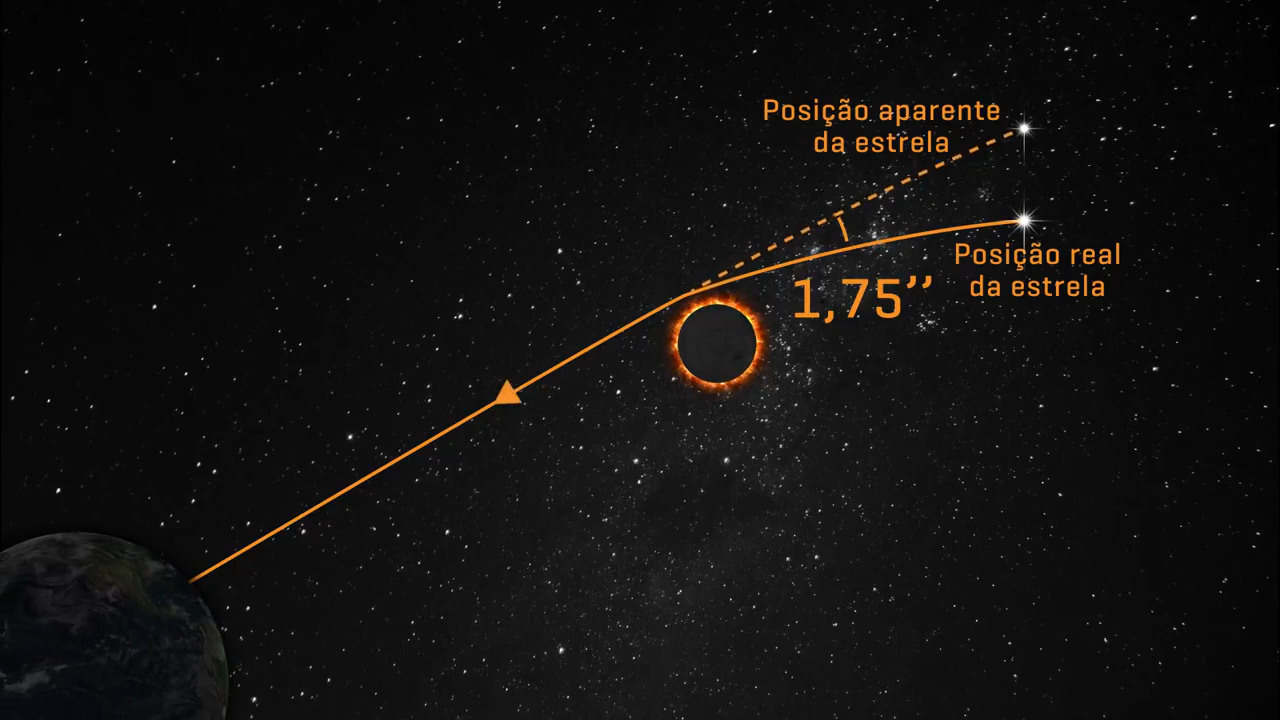 Posição aparente
da estrela
Posição real
da estrela
1,75’’